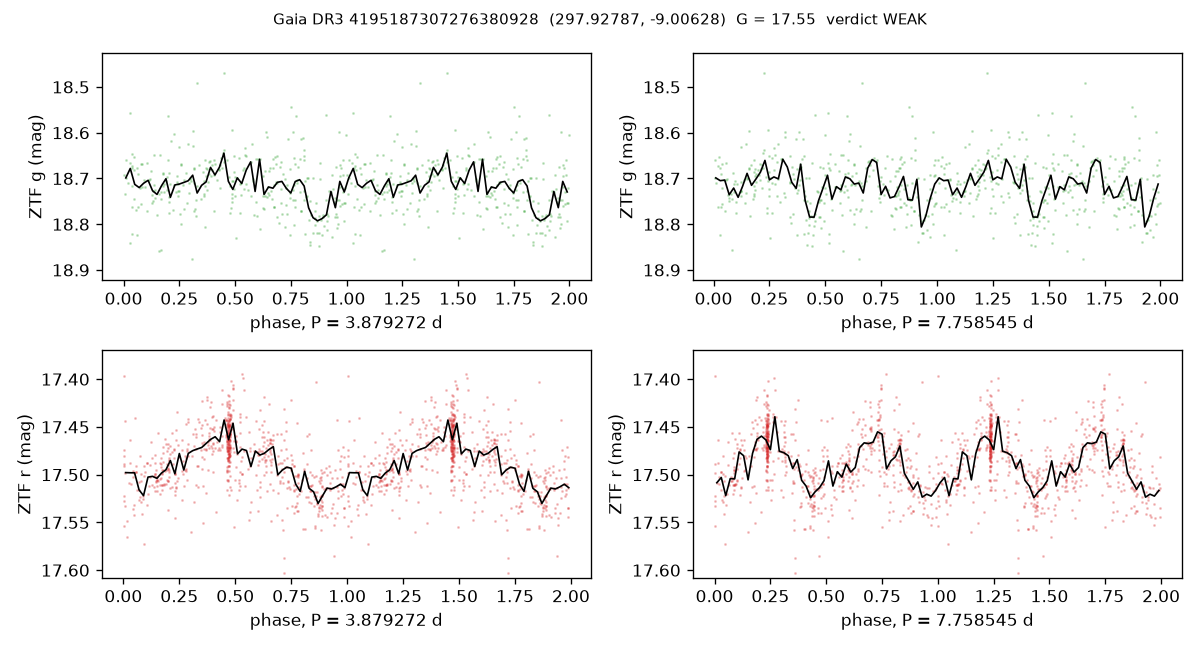 Gaia DR3 4195187307276380928 (297.92787, -9.00628) G = 17.55 verdict WEAK
ZTF g (mag)
18.5
18.6
18.7
18.8
18.9
0.00 0.25 0.50 0.75 1.00 1.25 1.50 1.75 2.00
phase, P = 3.879272 d
ZTF g (mag)
18.5
18.6
18.7
18.8
18.9
0.00 0.25 0.50 0.75 1.00 1.25 1.50 1.75 2.00
phase, P = 7.758545 d
ZTF r (mag)
17.40
17.45
17.50
17.55
17.60
0.00 0.25 0.50 0.75 1.00 1.25 1.50 1.75 2.00
phase, P = 3.879272 d
ZTF r (mag)
17.40
17.45
17.50
17.55
17.60
0.00 0.25 0.50 0.75 1.00 1.25 1.50 1.75 2.00
phase, P = 7.758545 d